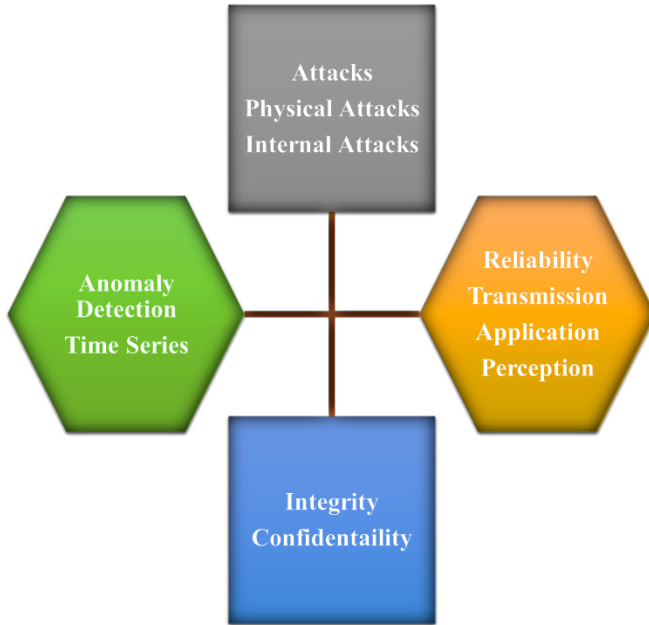 Attacks
Physical Attacks
Internal Attacks
Anomaly
Detection
Time Series
Reliability
Transmission
Application
Perception
Integrity
Confidentaility